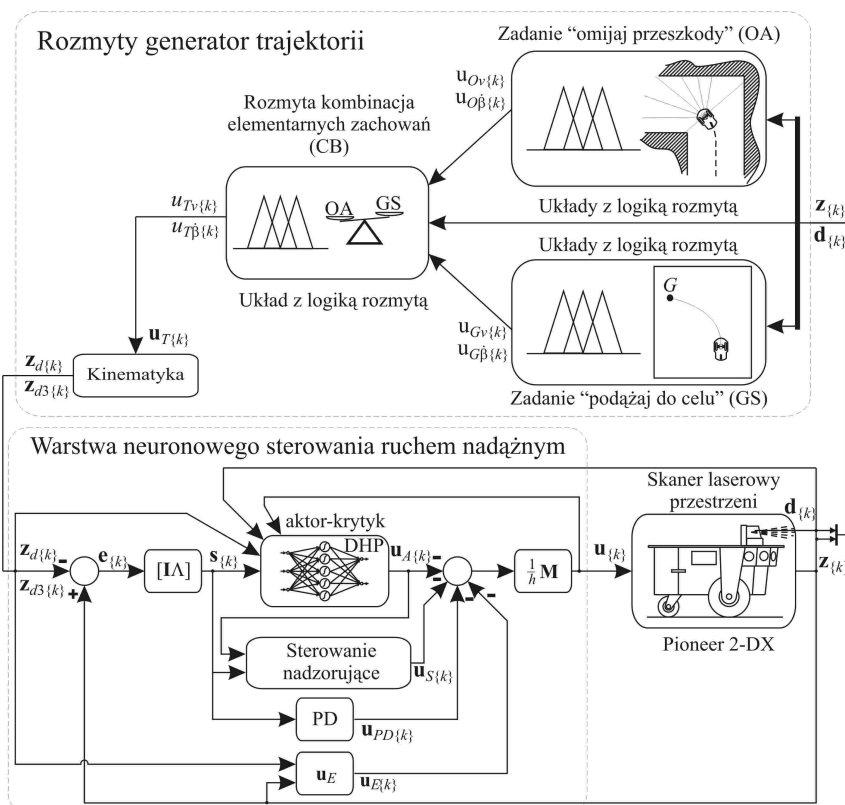 Rozmyty generator trajektorii
Zadanie “omijaj przeszkody” (OA)
u_{Ov{k}}
u_{Oβ̇{k}}
Rozmyta kombinacja
elementarnych zachowań
(CB)
OA
GS
u_{Tv{k}}
u_{Tβ̇{k}}
Układy z logiką rozmytą
z_{{k}}
d_{{k}}
Układy z logiką rozmytą
Układ z logiką rozmytą
G
u_{Gv{k}}
u_{Gβ̇{k}}
u_{T{k}}
z_{d{k}}
z_{d3{k}}
Kinematyka
Zadanie “podążaj do celu” (GS)
Warstwa neuronowego sterowania ruchem nadążnym
Skaner laserowy
przestrzeni
d_{{k}}
aktor-krytyk
DHP
z_{d{k}}
-
e_{{k}}
[IΛ]
s_{{k}}
u_{A{k}}
-
-
-
-
-
1/h M
u_{{k}}
z_{{k}}
z_{d3{k}}
+
Pioneer 2-DX
Sterowanie
nadzorujące
u_{S{k}}
PD
u_{PD{k}}
u_E
u_{E{k}}